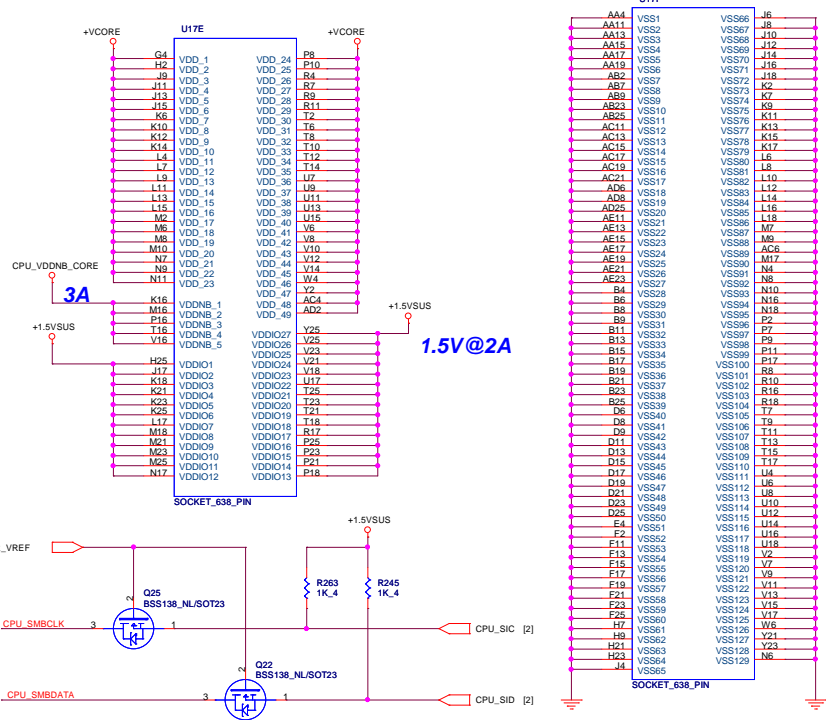 U17E
+VCORE
+VCORE
G4 VDD_1 VDD_24 P8
H2 VDD_2 VDD_25 P10
J9 VDD_3 VDD_26 R4
J11 VDD_4 VDD_27 R7
J13 VDD_5 VDD_28 R9
J15 VDD_6 VDD_29 R11
K6 VDD_7 VDD_30 T2
K10 VDD_8 VDD_31 T6
K12 VDD_9 VDD_32 T8
K14 VDD_10 VDD_33 T10
L4 VDD_11 VDD_34 T12
L7 VDD_12 VDD_35 T14
L9 VDD_13 VDD_36 U7
L11 VDD_14 VDD_37 U9
L13 VDD_15 VDD_38 U11
L15 VDD_16 VDD_39 U13
M2 VDD_17 VDD_40 U15
M6 VDD_18 VDD_41 V6
M8 VDD_19 VDD_42 V8
M10 VDD_20 VDD_43 V10
N7 VDD_21 VDD_44 V12
N9 VDD_22 VDD_45 V14
N11 VDD_23 VDD_46 W4
VDD_47 Y2
VDD_48 AC4
VDD_49 AD2
CPU_VDDNB_CORE
3A
K16 VDDNB_1
M16 VDDNB_2
P16 VDDNB_3
T16 VDDNB_4
V16 VDDNB_5
+1.5VSUS
+1.5VSUS
1.5V@2A
H25 VDDIO1 VDDIO27 Y25
J17 VDDIO2 VDDIO26 V25
K18 VDDIO3 VDDIO25 V23
K21 VDDIO4 VDDIO24 V21
K23 VDDIO5 VDDIO23 V18
K25 VDDIO6 VDDIO22 U17
L17 VDDIO7 VDDIO21 T25
M18 VDDIO8 VDDIO20 T23
M21 VDDIO9 VDDIO19 T21
M23 VDDIO10 VDDIO18 T18
M25 VDDIO11 VDDIO17 R17
N17 VDDIO12 VDDIO16 P25
VDDIO15 P23
VDDIO14 P21
VDDIO13 P18
SOCKET_638_PIN
+1.5VSUS
_VREF
R263
1K_4
R245
1K_4
Q25
BSS138_NL/SOT23
2
CPU_SMBCLK 3 1 CPU_SIC [2]
Q22
BSS138_NL/SOT23
2
CPU_SMBDATA 3 1 CPU_SID [2]
AA4 VSS1 VSS66 J6
AA11 VSS2 VSS67 J8
AA13 VSS3 VSS68 J10
AA15 VSS4 VSS69 J12
AA17 VSS5 VSS70 J14
AA19 VSS6 VSS71 J16
AB2 VSS7 VSS72 J18
AB7 VSS8 VSS73 K2
AB9 VSS9 VSS74 K7
AB23 VSS10 VSS75 K9
AB25 VSS11 VSS76 K11
AC11 VSS12 VSS77 K13
AC13 VSS13 VSS78 K15
AC15 VSS14 VSS79 K17
AC17 VSS15 VSS80 L6
AC19 VSS16 VSS81 L8
AC21 VSS17 VSS82 L10
AD6 VSS18 VSS83 L12
AD8 VSS19 VSS84 L14
AD25 VSS20 VSS85 L16
AE11 VSS21 VSS86 L18
AE13 VSS22 VSS87 M7
AE15 VSS23 VSS88 M9
AE17 VSS24 VSS89 AC6
AE19 VSS25 VSS90 M17
AE21 VSS26 VSS91 N4
AE23 VSS27 VSS92 N8
B4 VSS28 VSS93 N10
B6 VSS29 VSS94 N16
B8 VSS30 VSS95 N18
B9 VSS31 VSS96 P2
B11 VSS32 VSS97 P7
B13 VSS33 VSS98 P9
B15 VSS34 VSS99 P11
B17 VSS35 VSS100 P17
B19 VSS36 VSS101 R8
B21 VSS37 VSS102 R10
B23 VSS38 VSS103 R16
B25 VSS39 VSS104 R18
D6 VSS40 VSS105 T7
D8 VSS41 VSS106 T9
D9 VSS42 VSS107 T11
D11 VSS43 VSS108 T13
D13 VSS44 VSS109 T15
D15 VSS45 VSS110 T17
D17 VSS46 VSS111 U4
D19 VSS47 VSS112 U6
D21 VSS48 VSS113 U8
D23 VSS49 VSS114 U10
D25 VSS50 VSS115 U12
E4 VSS51 VSS116 U14
F2 VSS52 VSS117 U16
F11 VSS53 VSS118 U18
F13 VSS54 VSS119 V2
F15 VSS55 VSS120 V7
F17 VSS56 VSS121 V9
F19 VSS57 VSS122 V11
F21 VSS58 VSS123 V13
F23 VSS59 VSS124 V15
F25 VSS60 VSS125 V17
H7 VSS61 VSS126 W6
H9 VSS62 VSS127 Y21
H21 VSS63 VSS128 Y23
H23 VSS64 VSS129 N6
J4 VSS65
SOCKET_638_PIN